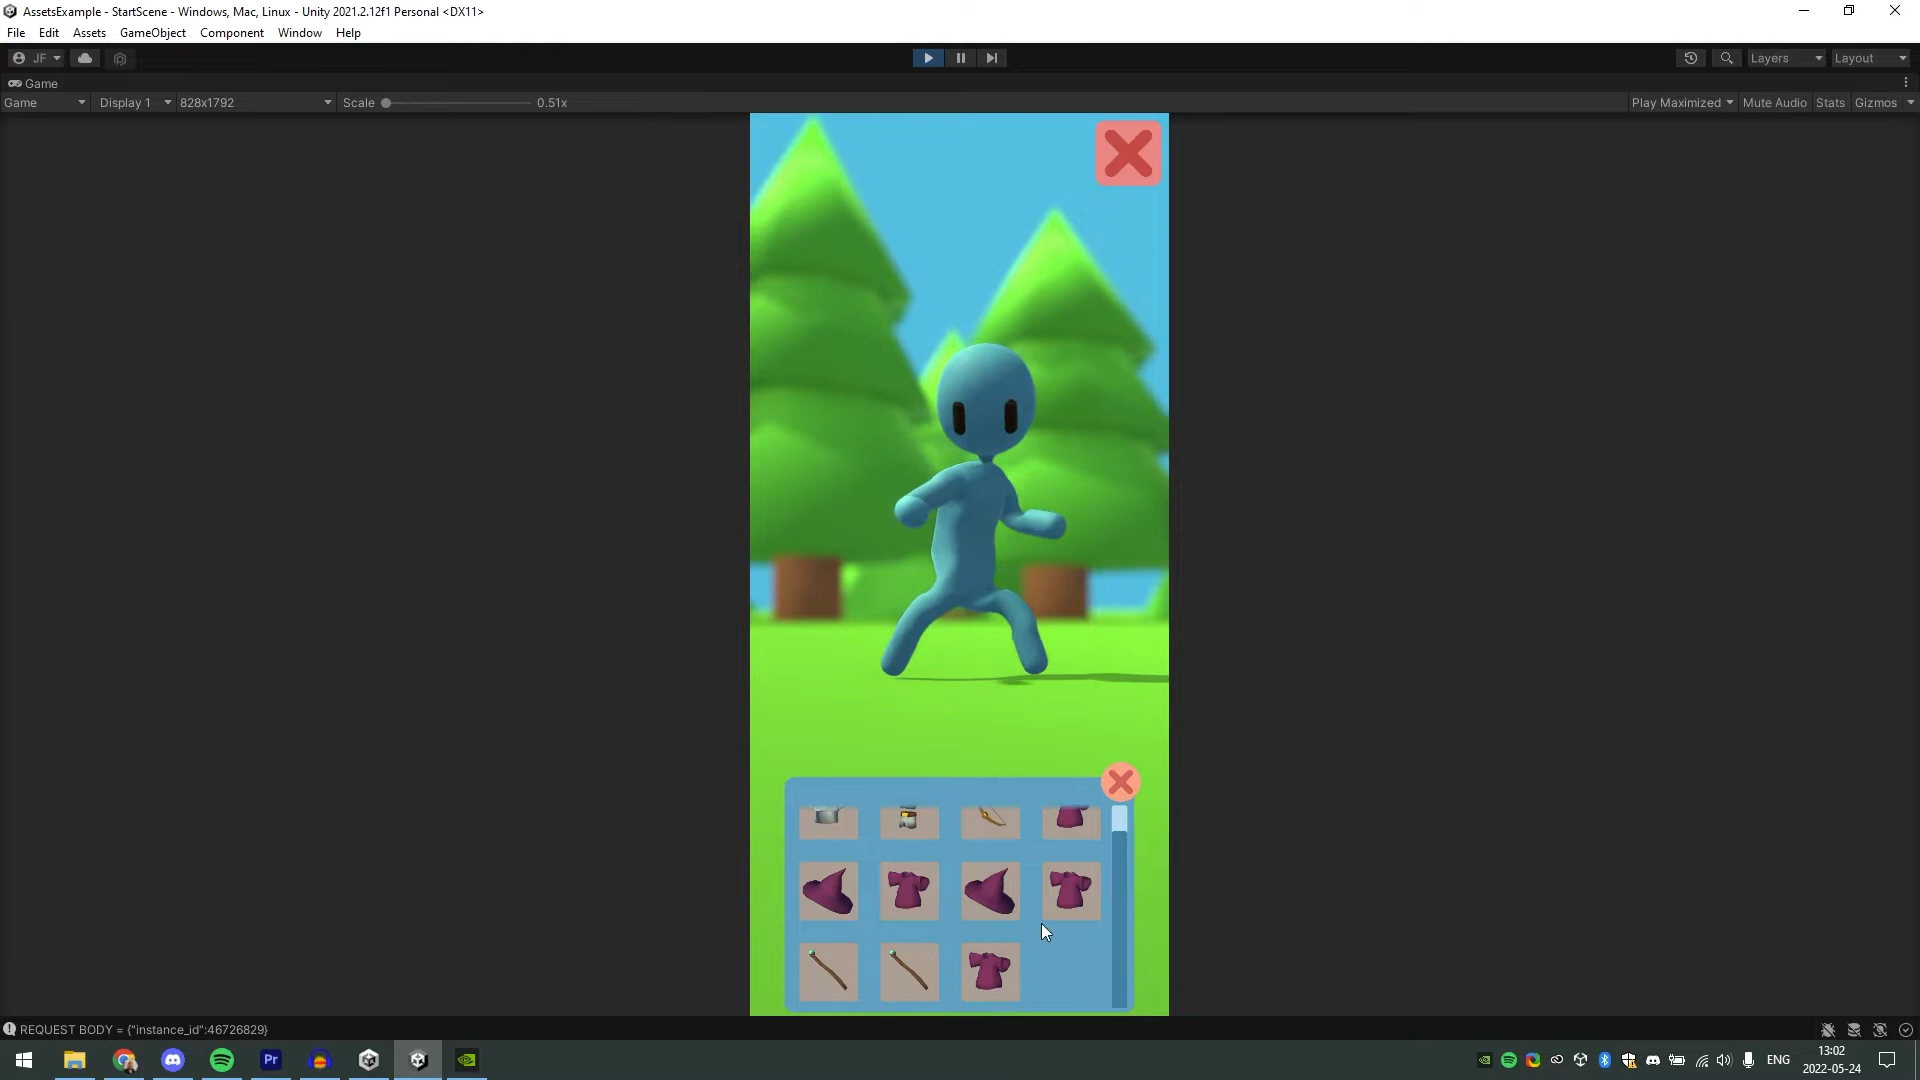 AssetsExample - StartScene - Windows, Mac, Linux - Unity 2021.2.12f1 Personal <DX11>
File Edit Assets GameObject Component Window Help
JF Layers Layout
Game
Game Display 1 828x1792 Scale 0.51x Play Maximized Mute Audio Stats Gizmos
REQUEST BODY = {"instance_id":46726829}
Pr ENG 13:02
2022-05-24